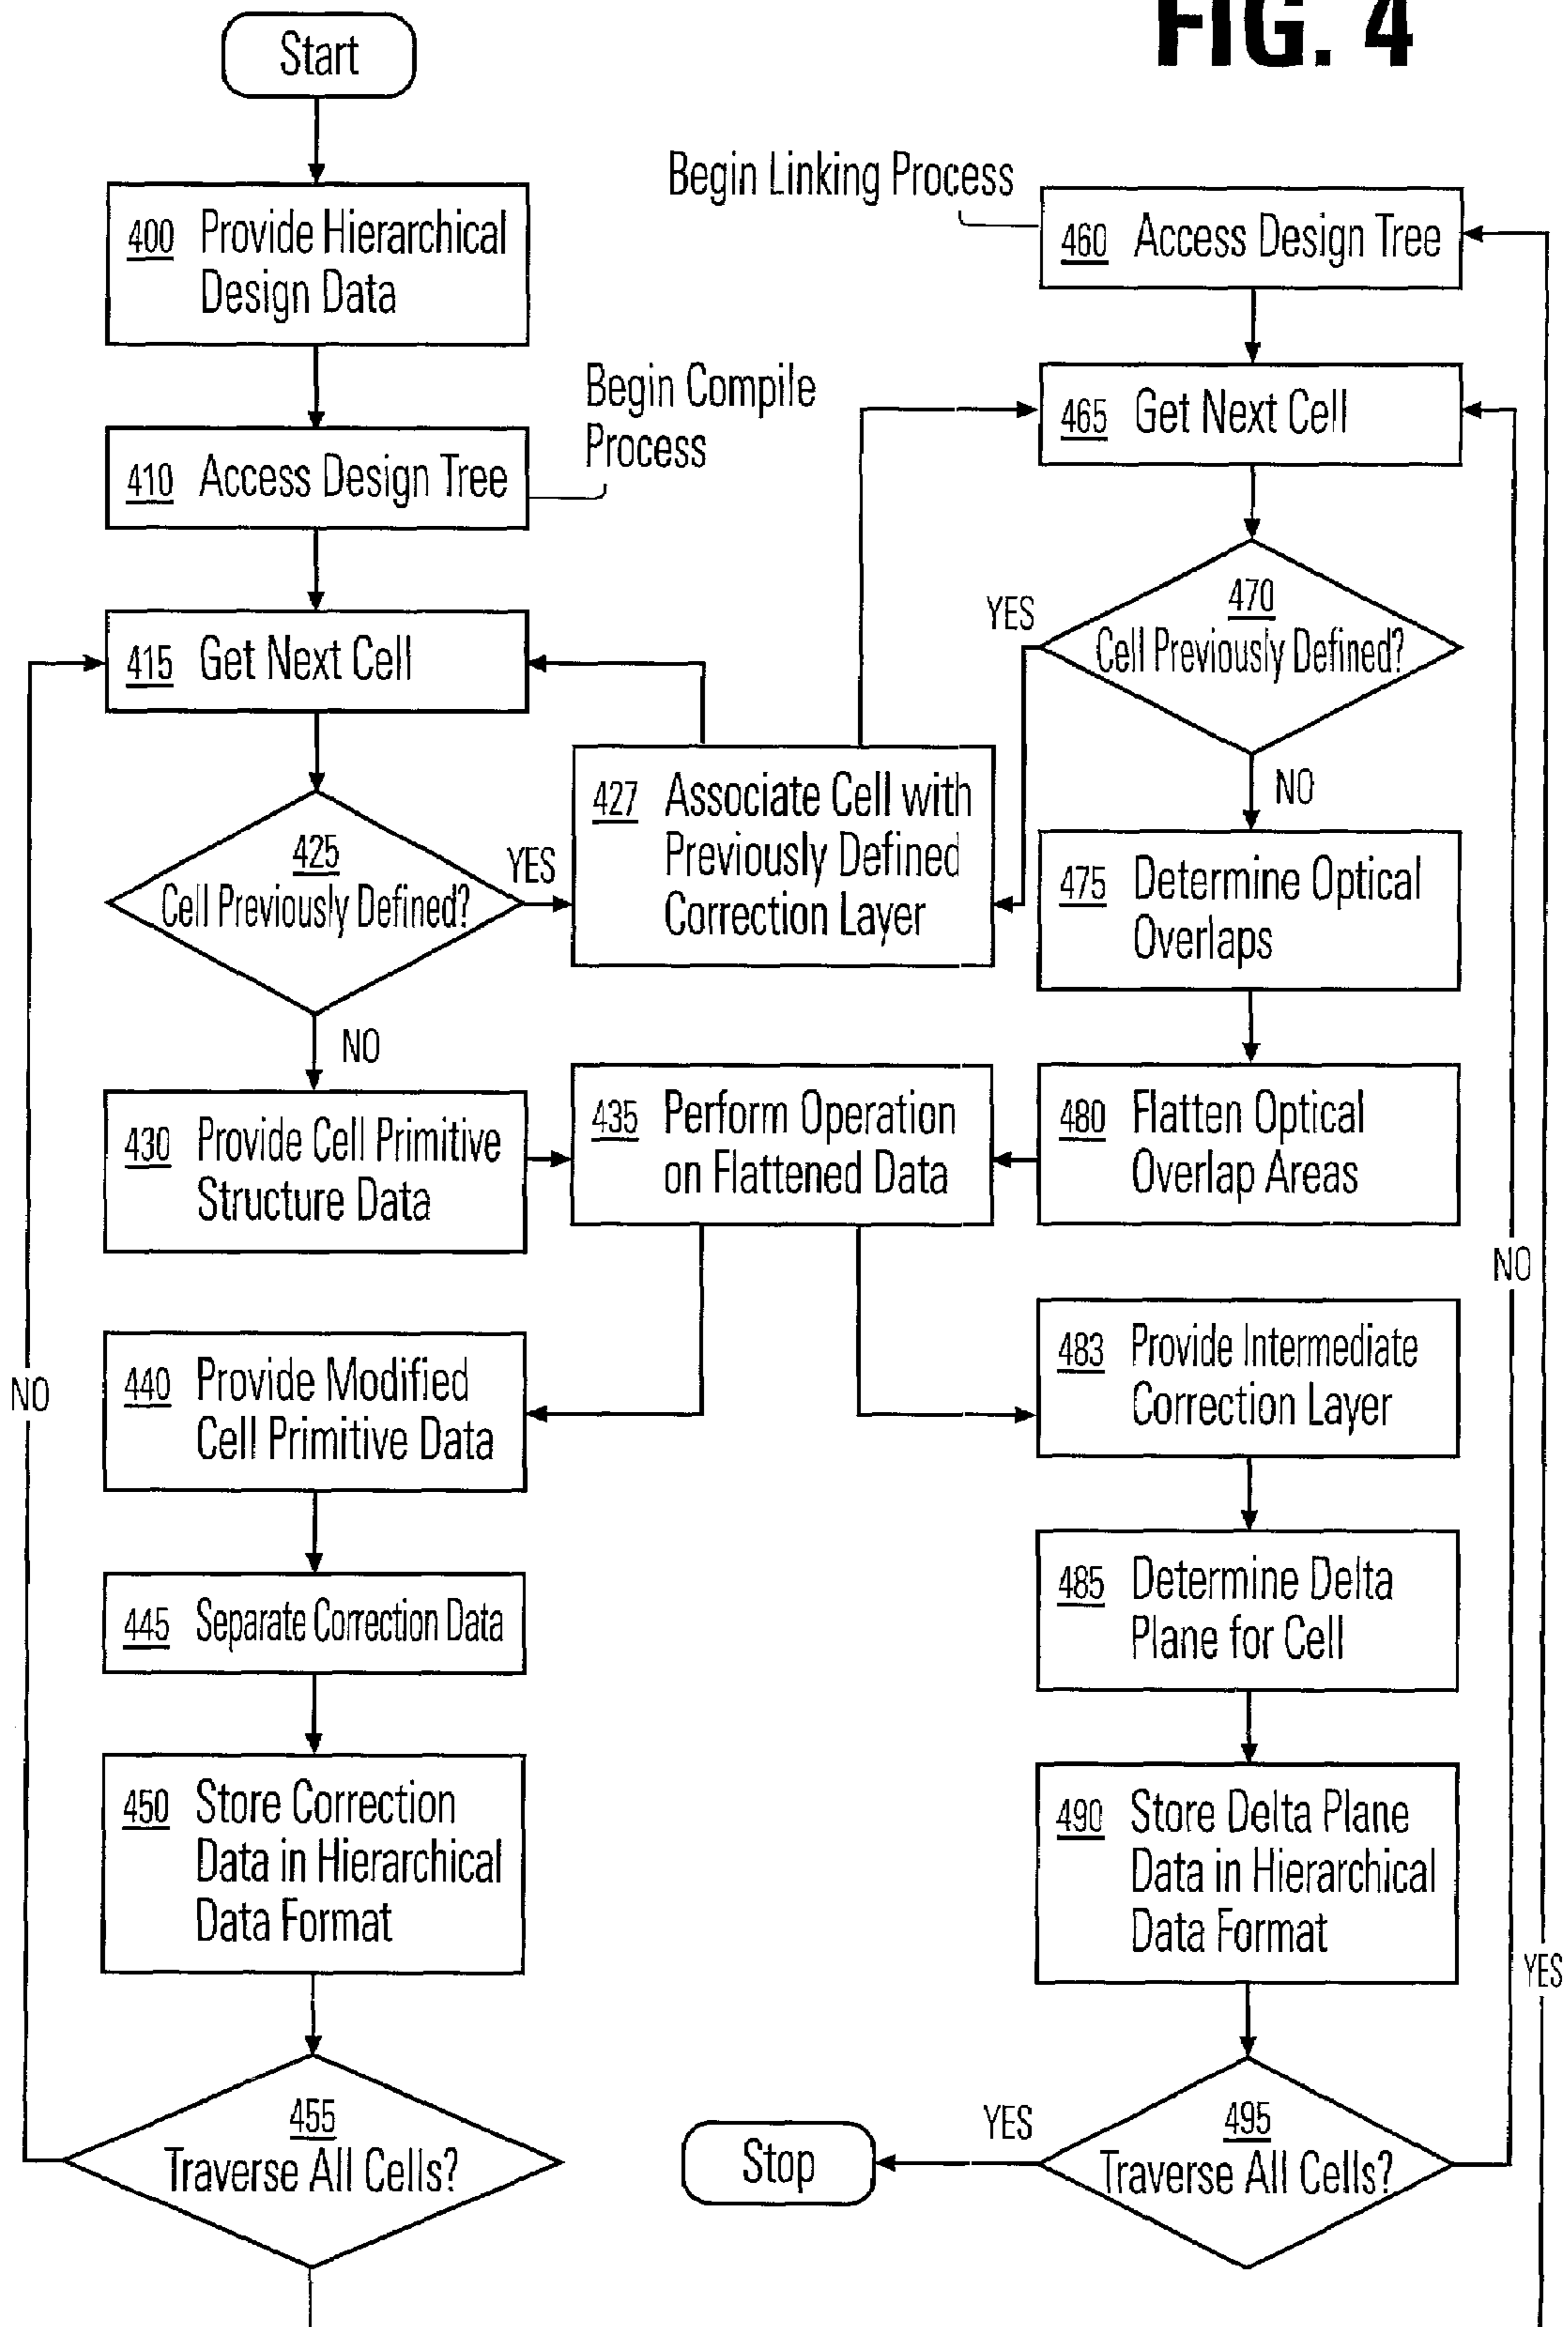 FIG. 4
Start
400 Provide Hierarchical
Design Data
Begin Compile
Process
410 Access Design Tree
415 Get Next Cell
425
Cell Previously Defined?
YES
NO
427 Associate Cell with
Previously Defined
Correction Layer
430 Provide Cell Primitive
Structure Data
435 Perform Operation
on Flattened Data
440 Provide Modified
Cell Primitive Data
445 Separate Correction Data
450 Store Correction
Data in Hierarchical
Data Format
455
Traverse All Cells?
NO
Begin Linking Process
460 Access Design Tree
465 Get Next Cell
470
Cell Previously Defined?
YES
NO
475 Determine Optical
Overlaps
480 Flatten Optical
Overlap Areas
483 Provide Intermediate
Correction Layer
485 Determine Delta
Plane for Cell
490 Store Delta Plane
Data in Hierarchical
Data Format
495
Traverse All Cells?
YES
Stop
NO
YES